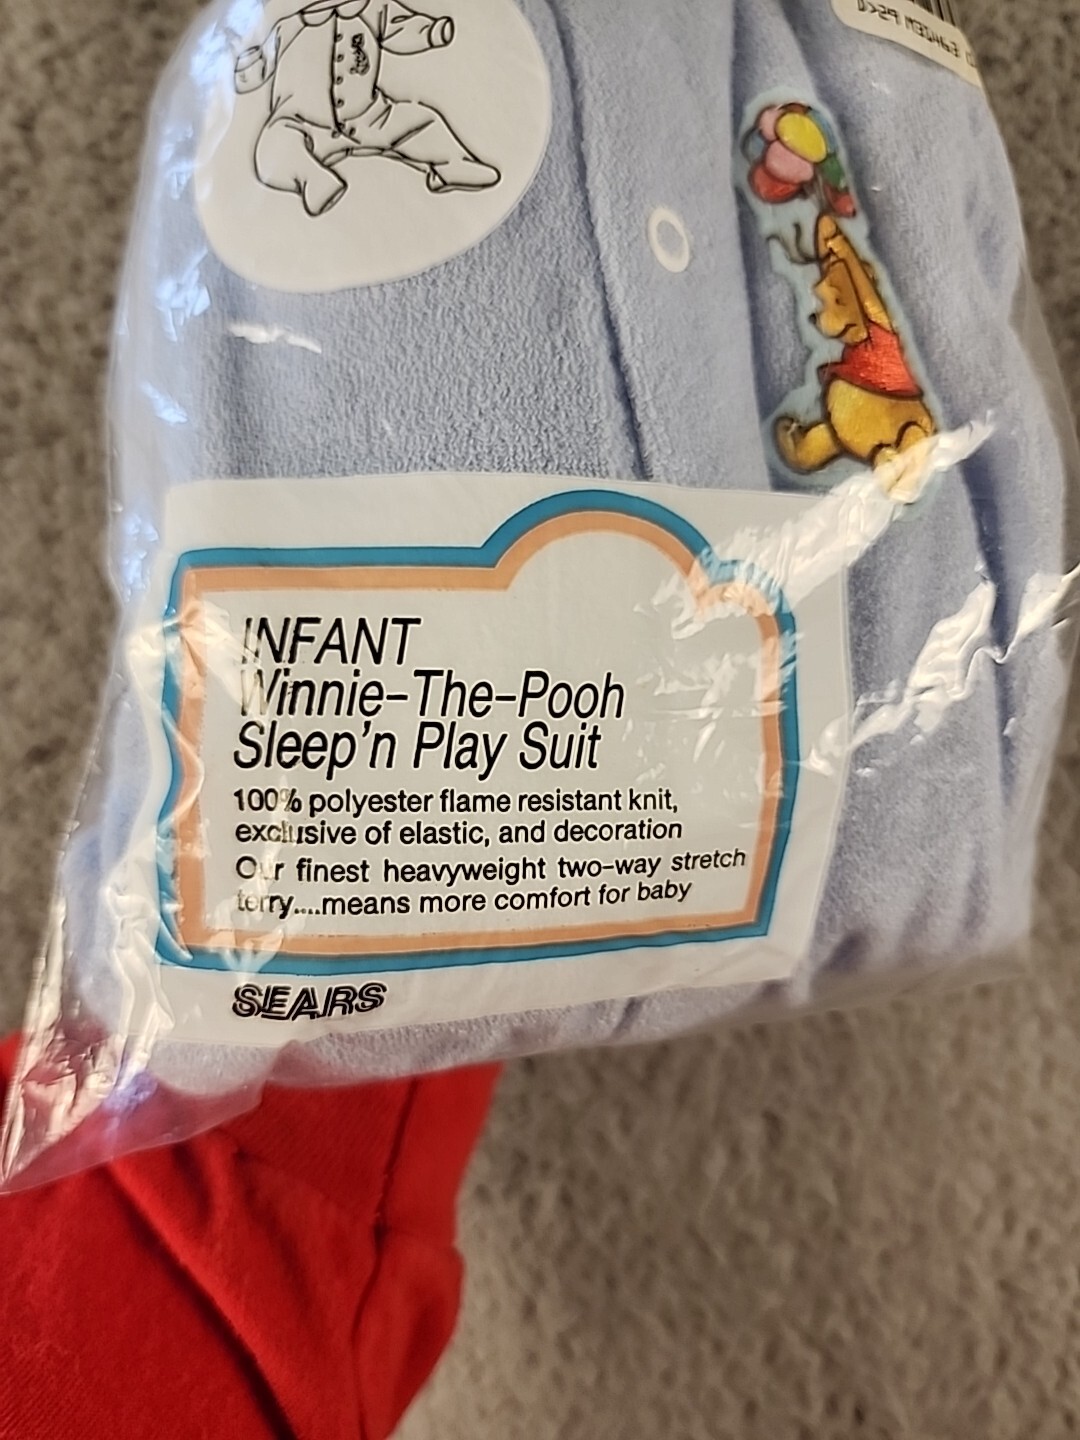 INFANT
Winnie-The-Pooh
Sleep'n Play Suit
100% polyester flame resistant knit,
exclusive of elastic, and decoration
Our finest heavyweight two-way stretch
terry....means more comfort for baby
SEARS